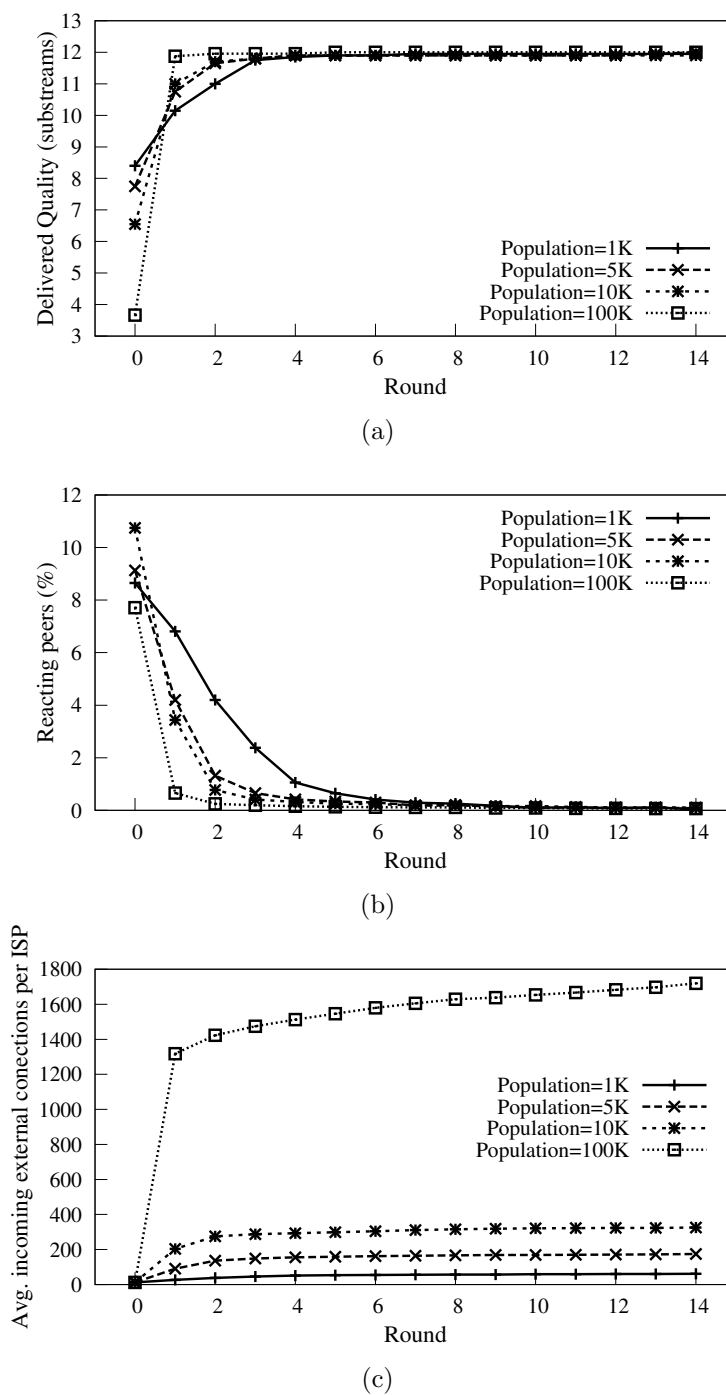 13
12
11
10
9
8
7
6
5
4
3
Delivered Quality (substreams)
Population=1K
Population=5K
Population=10K
Population=100K
0 2 4 6 8 10 12 14
Round
(a)
12
10
8
6
4
2
0
Reacting peers (%)
Population=1K
Population=5K
Population=10K
Population=100K
0 2 4 6 8 10 12 14
Round
(b)
1800
1600
1400
1200
1000
800
600
400
200
0
Avg. incoming external conections per ISP
Population=1K
Population=5K
Population=10K
Population=100K
0 2 4 6 8 10 12 14
Round
(c)